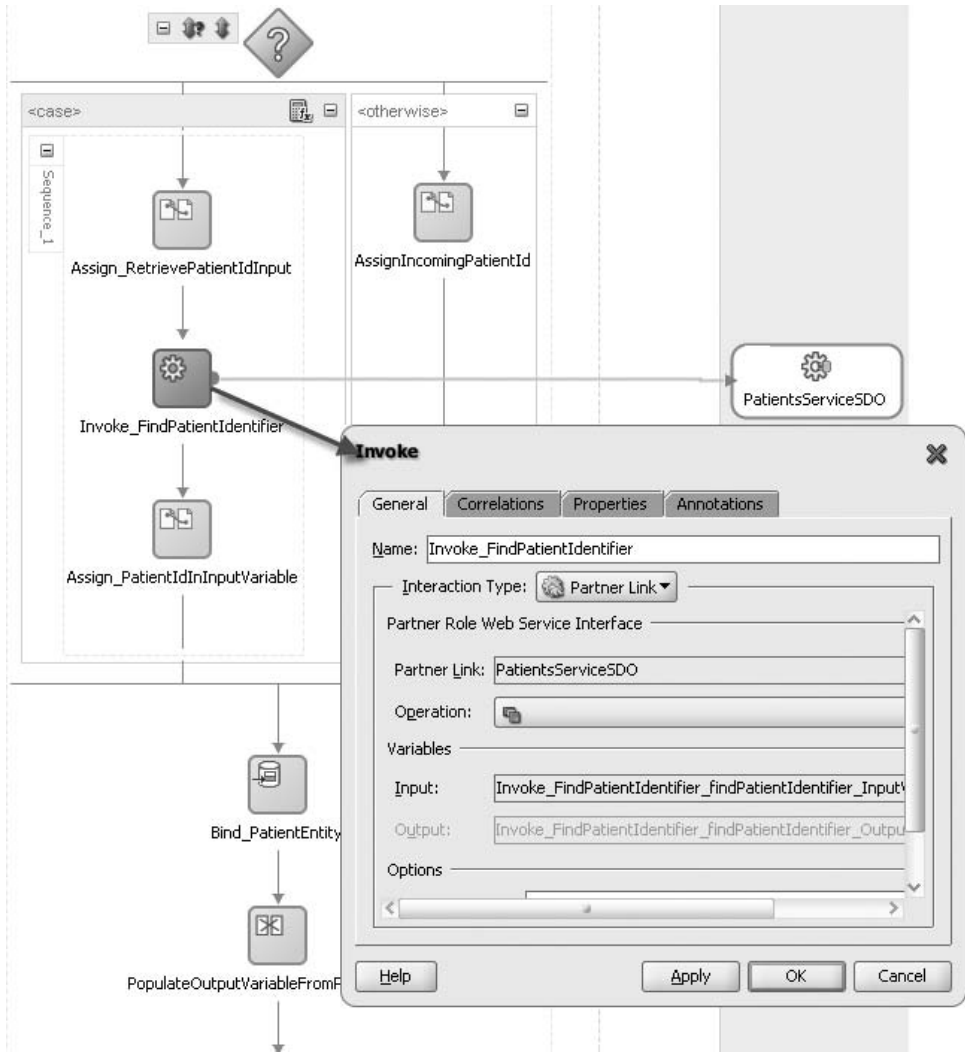 <case>
<otherwise>
Sequence_1
Assign_RetrievePatientIdInput
AssignIncomingPatientId
Invoke_FindPatientIdentifier
PatientsServiceSDO
Assign_PatientIdInInputVariable
Bind_PatientEntity
PopulateOutputVariableFromP
Invoke
General Correlations Properties Annotations
Name: Invoke_FindPatientIdentifier
Interaction Type: Partner Link
Partner Role Web Service Interface
Partner Link: PatientsServiceSDO
Operation:
Variables
Input: Invoke_FindPatientIdentifier_findPatientIdentifier_InputV
Output: Invoke_FindPatientIdentifier_findPatientIdentifier_Outpu
Options
Help Apply OK Cancel